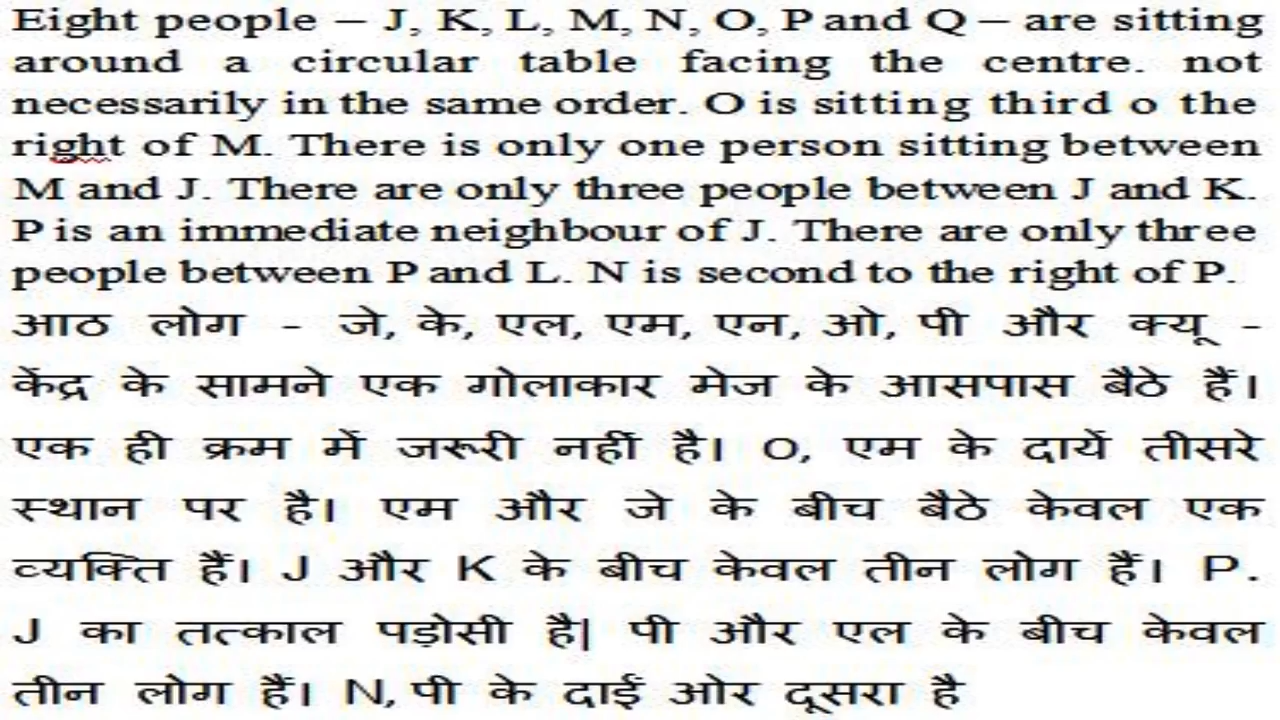 Eight people – J, K, L, M, N, O, P and Q – are sitting
around a circular table facing the centre. not
necessarily in the same order. O is sitting third o the
right of M. There is only one person sitting between
M and J. There are only three people between J and K.
P is an immediate neighbour of J. There are only three
people between P and L. N is second to the right of P.
आठ लोग - जे, के, एल, एम, एन, ओ, पी और क्यू -
केंद्र के सामने एक गोलाकार मेज के आसपास बैठे हैं।
एक ही क्रम में जरूरी नहीं है। O, एम के दायें तीसरे
स्थान पर है। एम और जे के बीच बैठे केवल एक
व्यक्ति हैं। J और K के बीच केवल तीन लोग हैं। P.
J का तत्काल पड़ोसी है| पी और एल के बीच केवल
तीन लोग हैं। N, पी के दाईं ओर दूसरा है